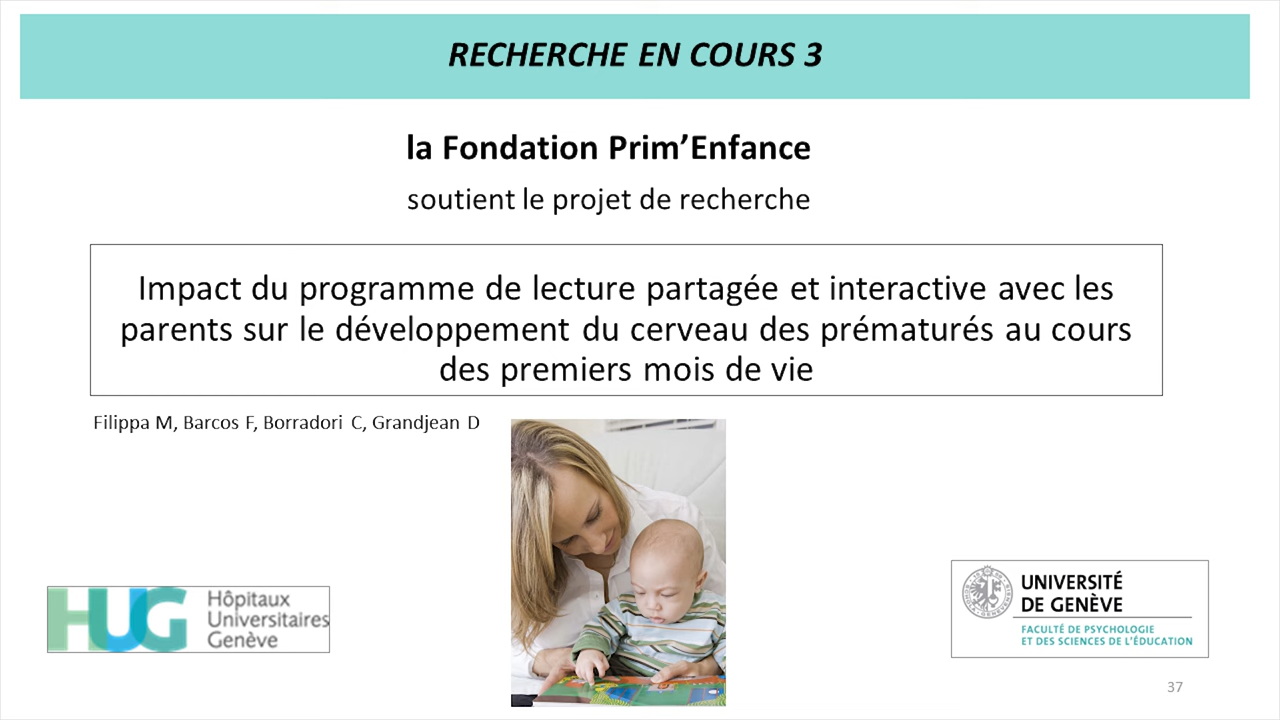 RECHERCHE EN COURS 3
la Fondation Prim’Enfance
soutient le projet de recherche
Impact du programme de lecture partagée et interactive avec les
parents sur le développement du cerveau des prématurés au cours
des premiers mois de vie
Filippa M, Barcos F, Borradori C, Grandjean D
HUG Hôpitaux
Universitaires
Genève
UNIVERSITÉ
DE GENÈVE
FACULTÉ DE PSYCHOLOGIE
ET DES SCIENCES DE L'ÉDUCATION
37